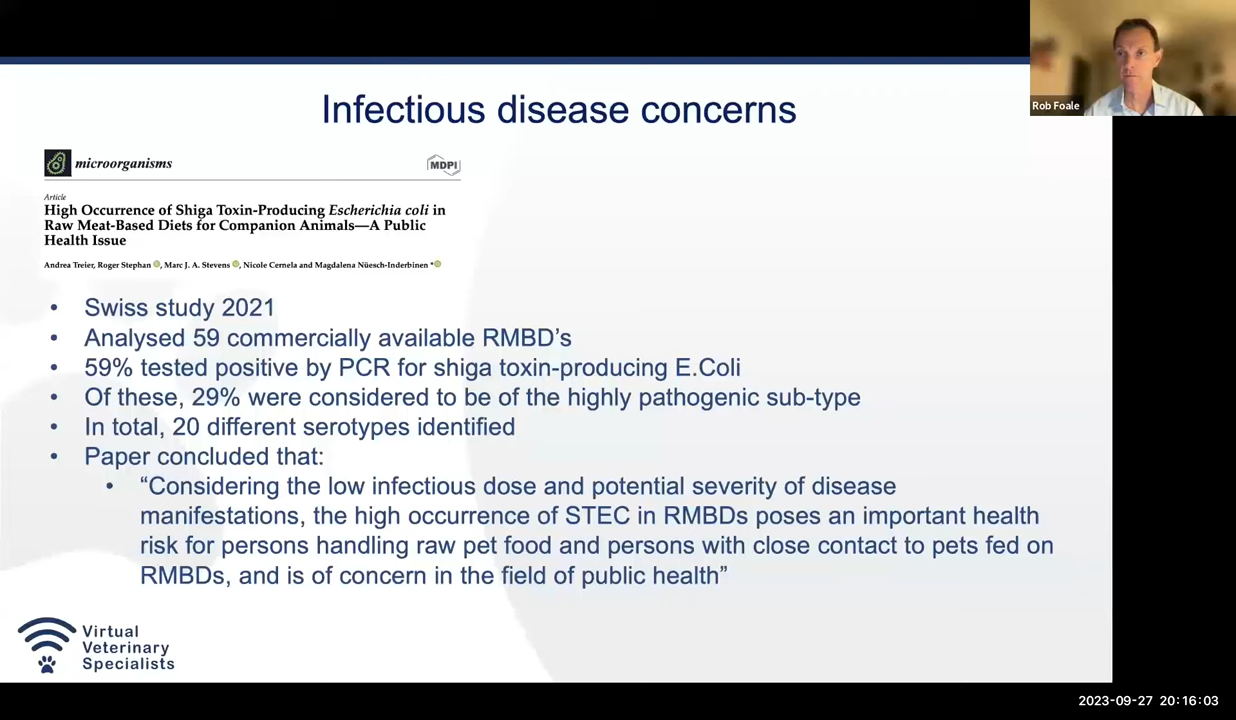 Infectious disease concerns
microorganisms
MDPI
Article
High Occurrence of Shiga Toxin-Producing Escherichia coli in
Raw Meat-Based Diets for Companion Animals—A Public
Health Issue
Andrea Treier, Roger Stephan, Marc J. A. Stevens, Nicole Cernela and Magdalena Nüesch-Inderbinen *
• Swiss study 2021
• Analysed 59 commercially available RMBD’s
• 59% tested positive by PCR for shiga toxin-producing E.Coli
• Of these, 29% were considered to be of the highly pathogenic sub-type
• In total, 20 different serotypes identified
• Paper concluded that:
• “Considering the low infectious dose and potential severity of disease
manifestations, the high occurrence of STEC in RMBDs poses an important health
risk for persons handling raw pet food and persons with close contact to pets fed on
RMBDs, and is of concern in the field of public health”
Virtual
Veterinary
Specialists
Rob Foale
2023-09-27 20:16:03